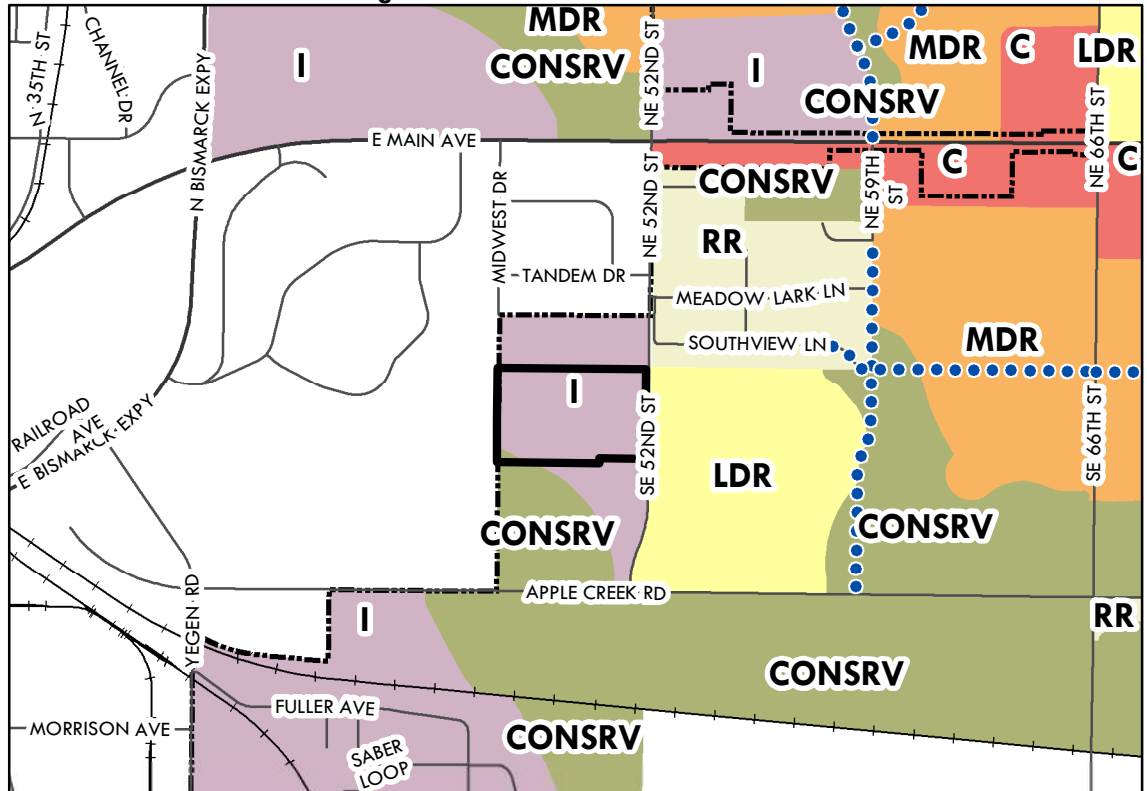 MDR
N 35TH ST
CHANNEL DR
I
CONSRV
N BISMARCK EXPY
NE 52ND ST
I
MDR
C
LDR
CONSRV
E MAIN AVE
NE 66TH ST
C
C
CONSRV
NE 59TH
ST
MIDWEST DR
NE 52ND ST
RR
TANDEM DR
MEADOW LARK LN
SOUTHVIEW LN
MDR
RAILROAD
AVE
E BISMARCK EXPY
I
SE 52ND ST
SE 66TH ST
LDR
CONSRV
CONSRV
APPLE CREEK RD
YEGEN RD
I
RR
CONSRV
FULLER AVE
MORRISON AVE
CONSRV
SABER
LOOP